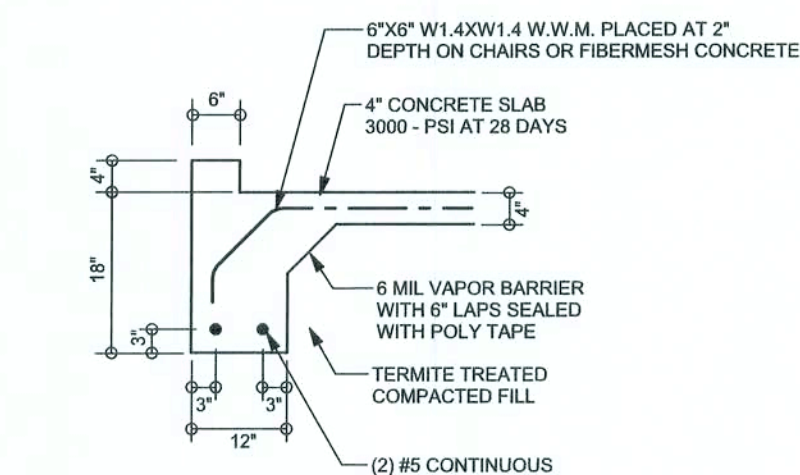 6"X6" W1.4XW1.4 W.W.M. PLACED AT 2"
DEPTH ON CHAIRS OR FIBERMESH CONCRETE
6"
4" CONCRETE SLAB
3000 - PSI AT 28 DAYS
4"
4"
18"
6 MIL VAPOR BARRIER
WITH 6" LAPS SEALED
WITH POLY TAPE
3"
TERMITE TREATED
COMPACTED FILL
3"
3"
12"
(2) #5 CONTINUOUS